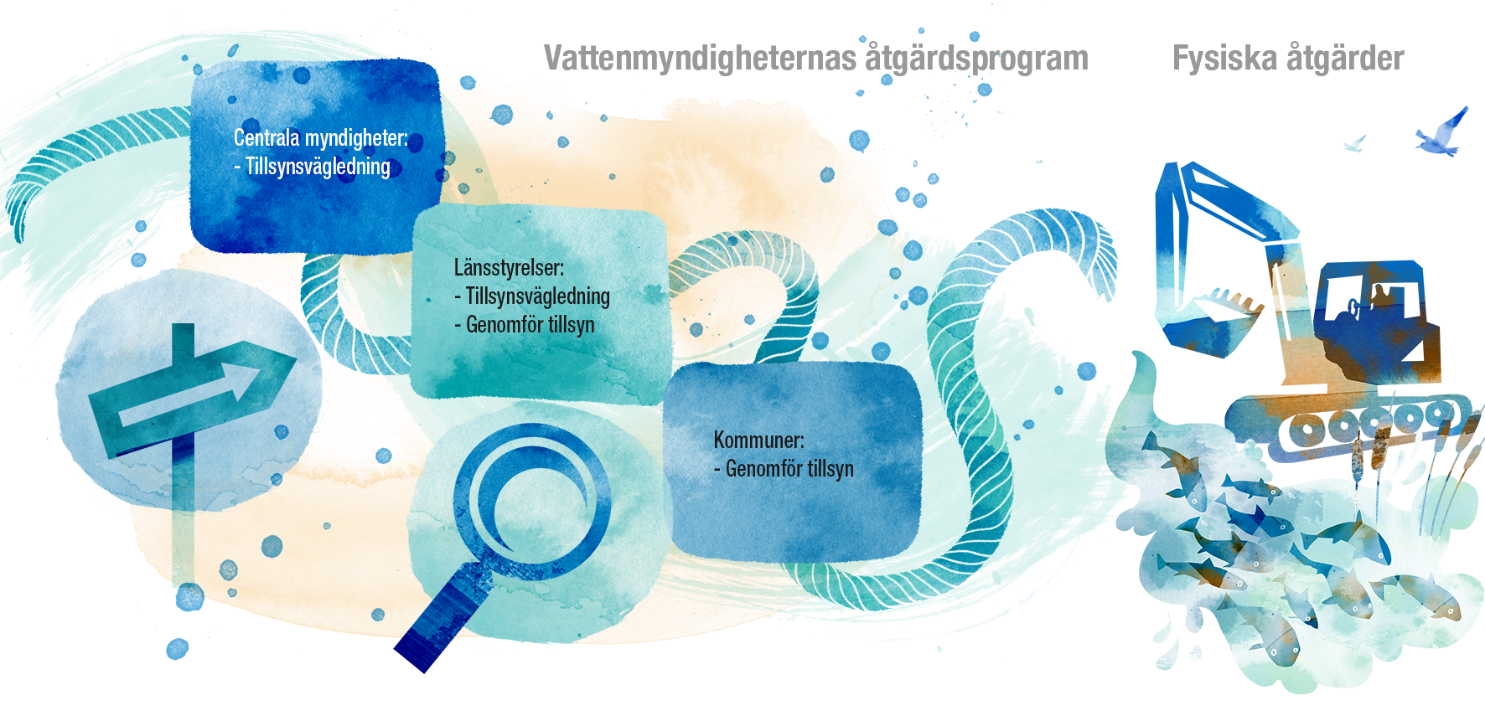 Vattenmyndigheternas åtgärdsprogram
Fysiska åtgärder
Centrala myndigheter:
- Tillsynsvägledning
Länsstyrelser:
- Tillsynsvägledning
- Genomför tillsyn
Kommuner:
- Genomför tillsyn